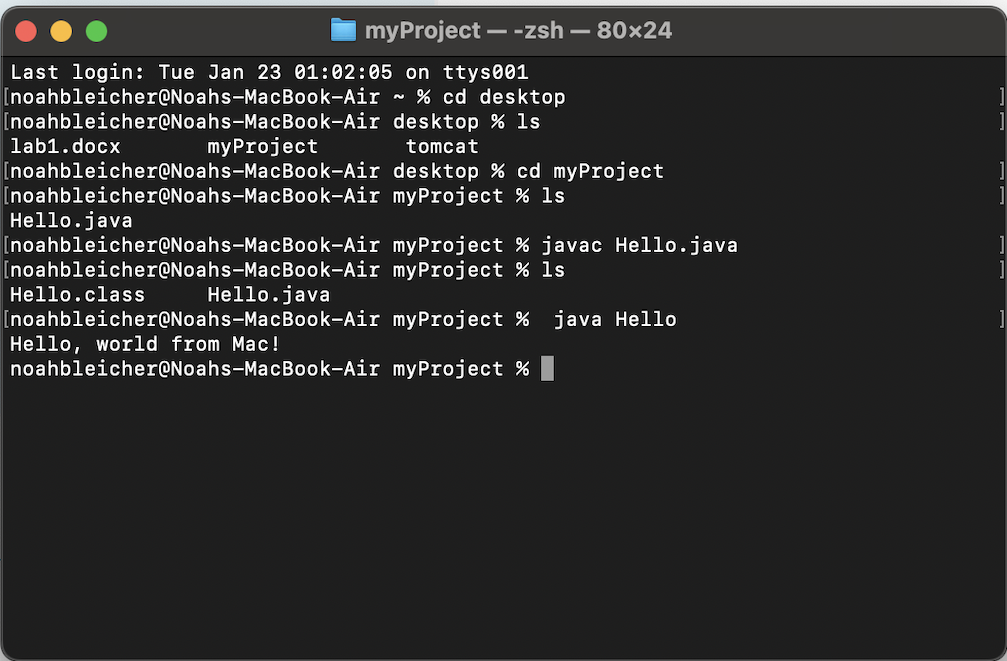 myProject — -zsh — 80×24
Last login: Tue Jan 23 01:02:05 on ttys001
[noahbleicher@Noahs-MacBook-Air ~ % cd desktop ]
[noahbleicher@Noahs-MacBook-Air desktop % ls ]
lab1.docx myProject tomcat
[noahbleicher@Noahs-MacBook-Air desktop % cd myProject ]
[noahbleicher@Noahs-MacBook-Air myProject % ls ]
Hello.java
[noahbleicher@Noahs-MacBook-Air myProject % javac Hello.java ]
[noahbleicher@Noahs-MacBook-Air myProject % ls ]
Hello.class Hello.java
[noahbleicher@Noahs-MacBook-Air myProject %  java Hello ]
Hello, world from Mac!
noahbleicher@Noahs-MacBook-Air myProject %